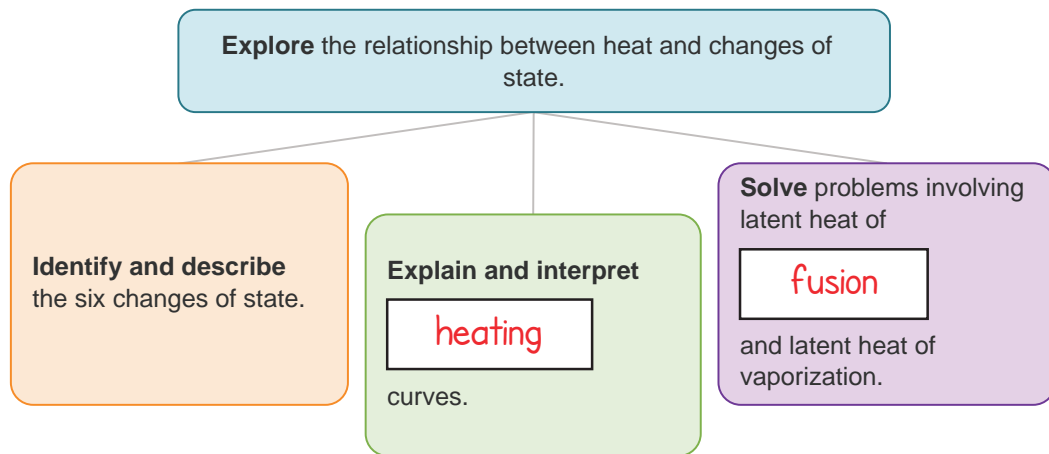 Explore the relationship between heat and changes of
state.
Identify and describe
the six changes of state.
Explain and interpret
heating
curves.
Solve problems involving
latent heat of
fusion
and latent heat of
vaporization.